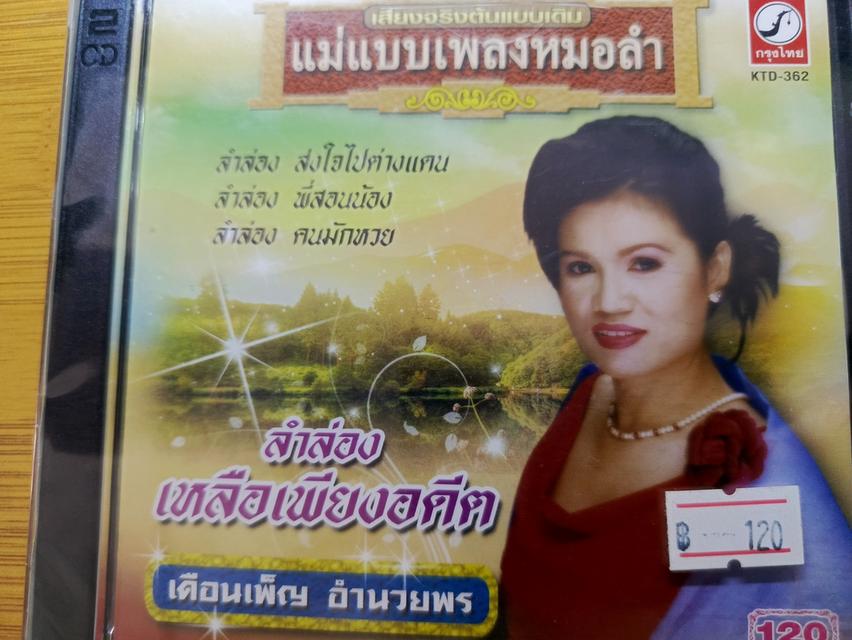 2CD
เสียงจริงต้นแบบเดิม
แม่แบบเพลงหมอลำ
กรุงไทย
KTD-362
ลำล่อง ส่งใจไปต่างแดน
ลำล่อง พี่สอนน้อง
ลำล่อง คนมักหวย
ลำล่อง
เหลือเพียงอดีต
เดือนเพ็ญ อำนวยพร
฿ 120
120